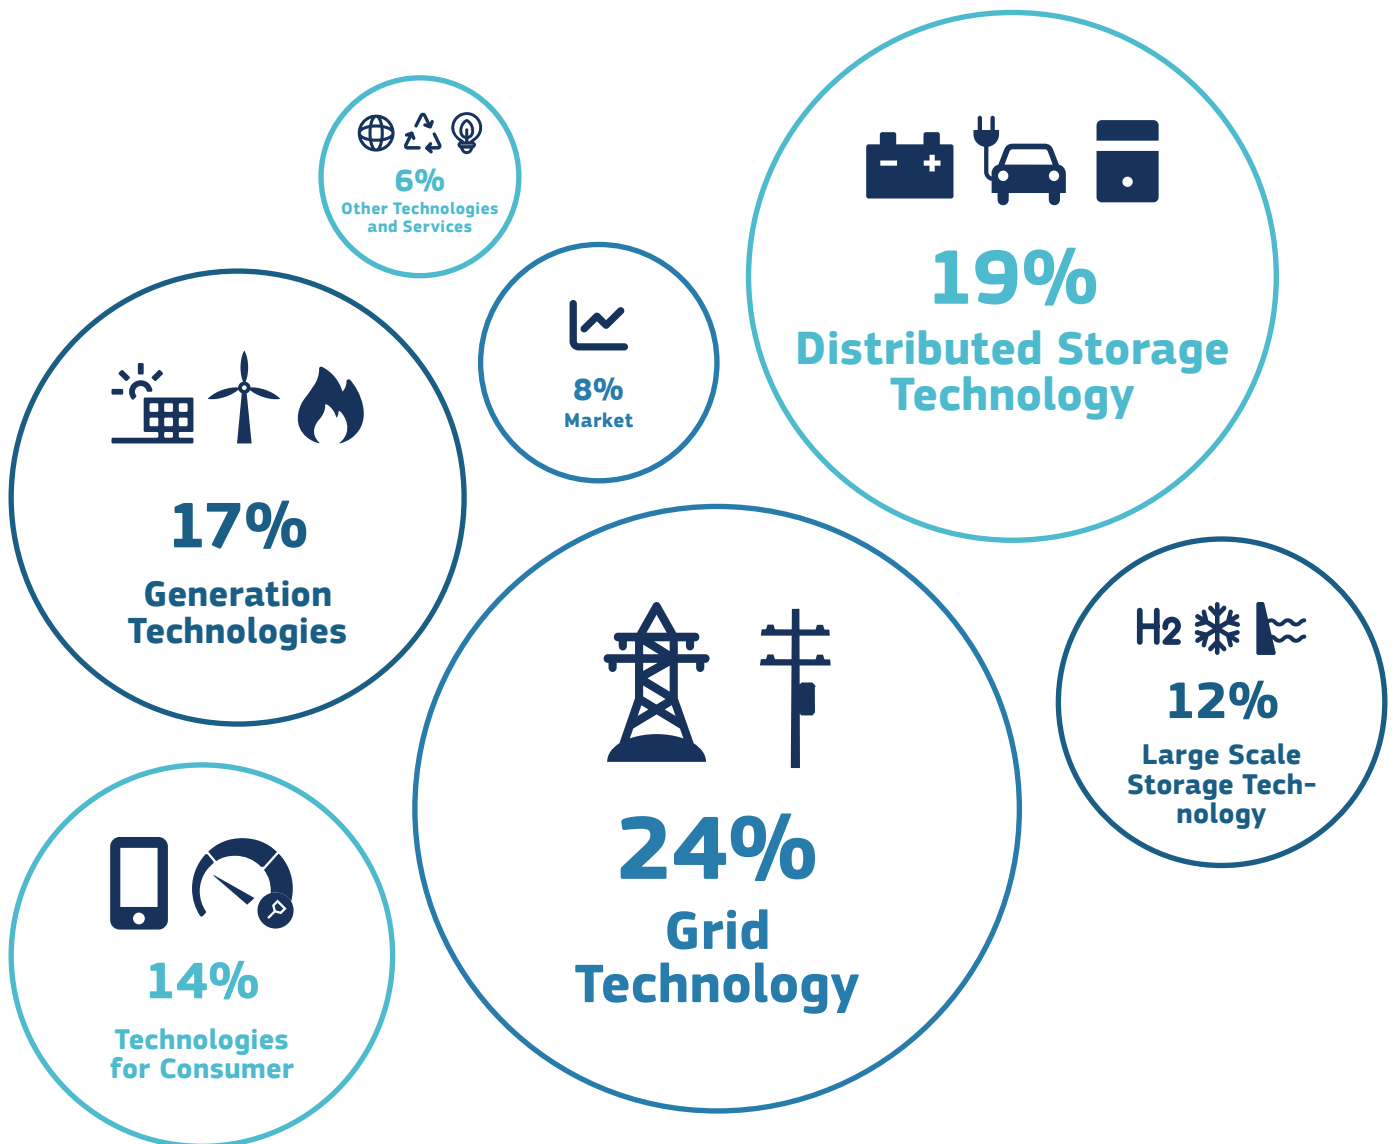 6%
Other Technologies
and Services
19%
Distributed Storage
Technology
8%
Market
17%
Generation
Technologies
H2
12%
Large Scale
Storage Tech-
nology
24%
Grid
Technology
14%
Technologies
for Consumer